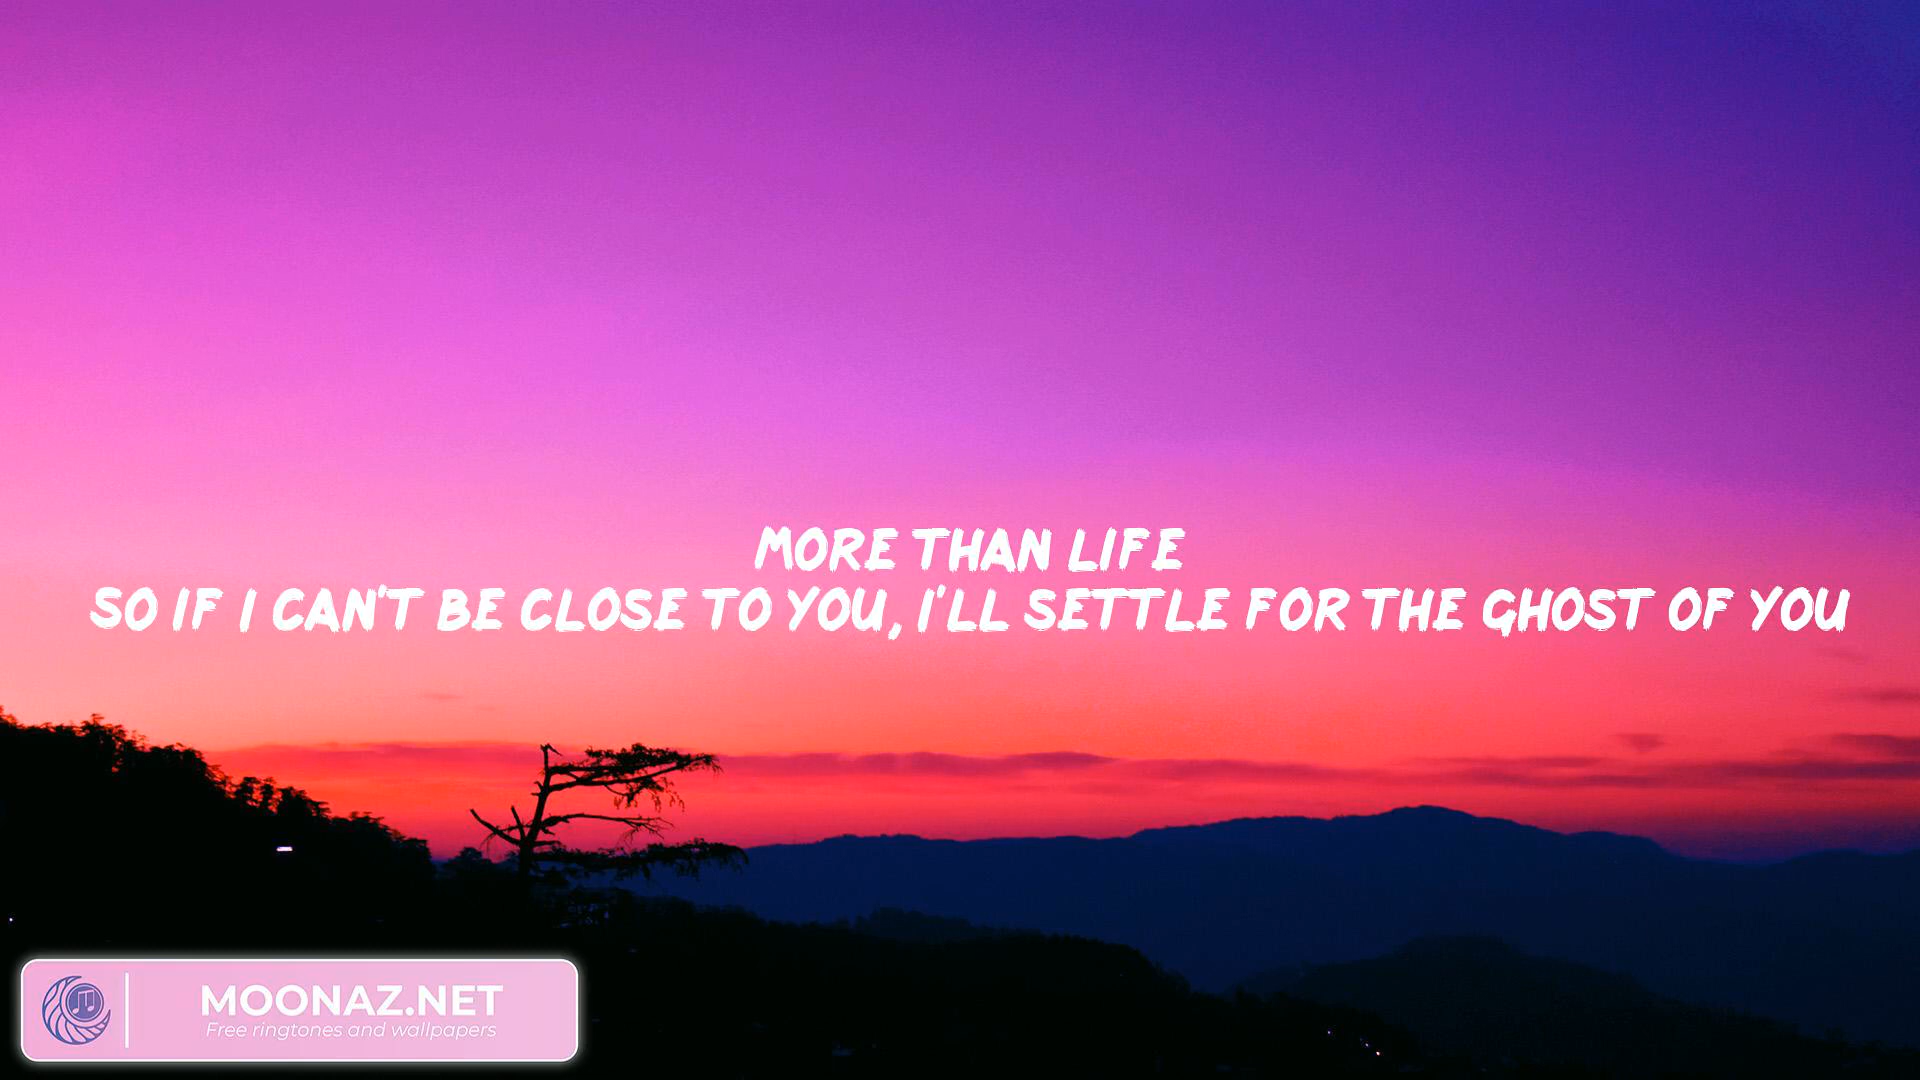 MORE THAN LIFE
SO IF I CAN'T BE CLOSE TO YOU, I'LL SETTLE FOR THE GHOST OF YOU
MOONAZ.NET
Free ringtones and wallpapers